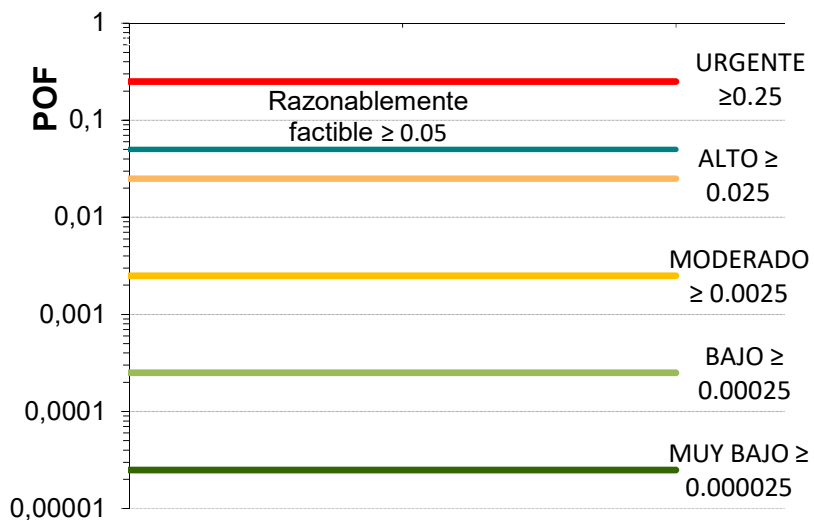 1
POF
URGENTE
≥0.25
Razonablemente
factible ≥ 0.05
0,1
ALTO ≥
0.025
0,01
MODERADO
≥ 0.0025
0,001
BAJO ≥
0.00025
0,0001
MUY BAJO ≥
0.000025
0,00001